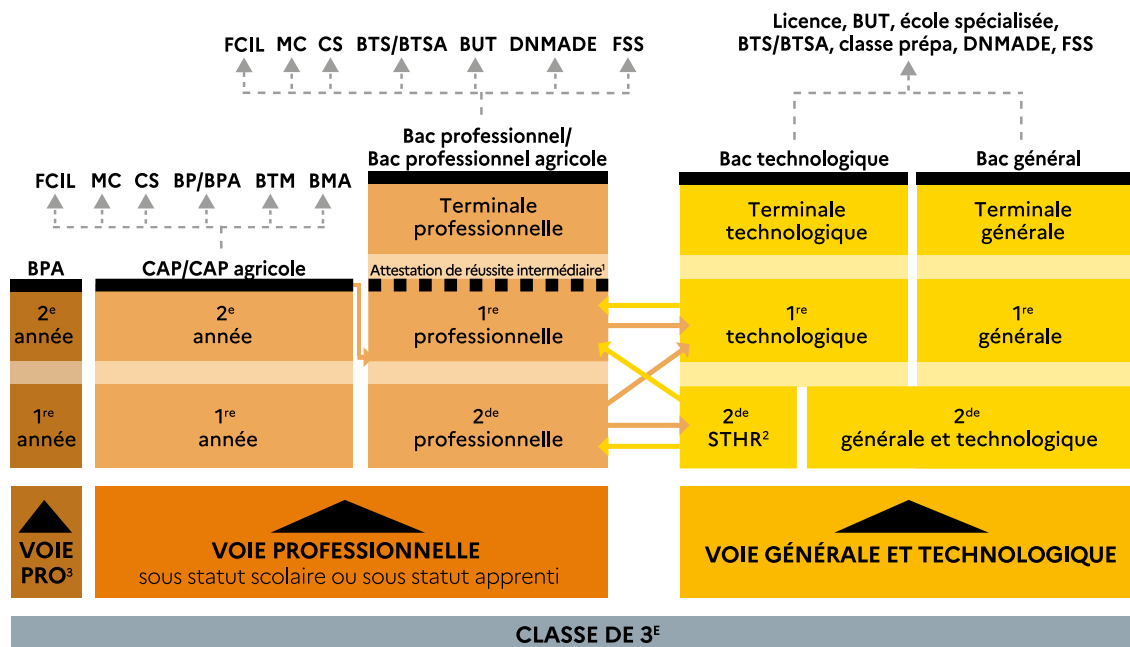 Licence, BUT, école spécialisée,
BTS/BTSA, classe prépa, DNMADE, FSS
FCIL MC CS BTS/BTSA BUT DNMADE FSS
Bac professionnel/
Bac professionnel agricole
Bac technologique
Bac général
FCIL MC CS BP/BPA BTM BMA
Terminale
professionnelle
Terminale
technologique
Terminale
générale
BPA
CAP/CAP agricole
Attestation de réussite intermédiaire¹
2e
année
2e
année
1re
professionnelle
1re
technologique
1re
générale
1re
année
1re
année
2de
professionnelle
2de
STHR²
2de
générale et technologique
VOIE
PRO³
VOIE PROFESSIONNELLE
sous statut scolaire ou sous statut apprenti
VOIE GÉNÉRALE ET TECHNOLOGIQUE
CLASSE DE 3E